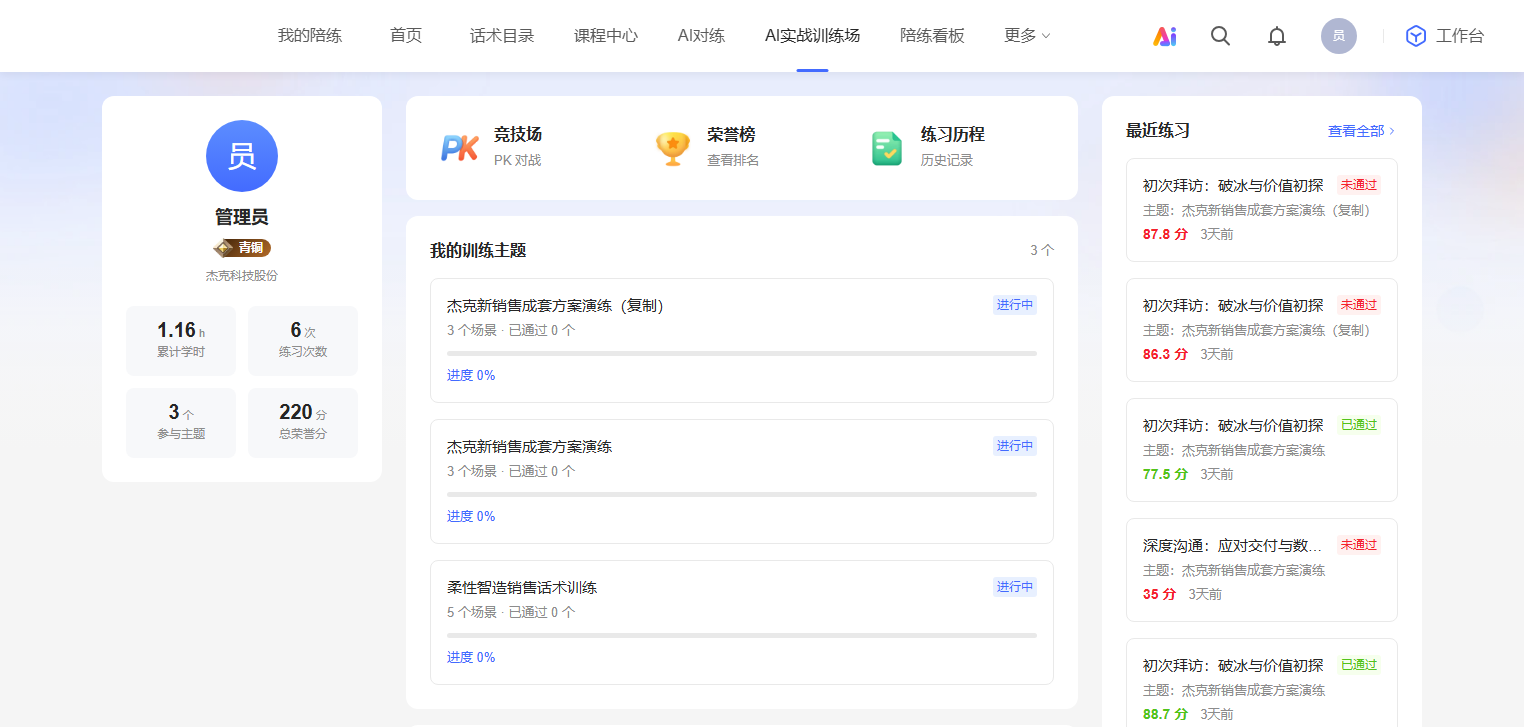 我的陪练 首页 话术目录 课程中心 AI对练 AI实战训练场 陪练看板 更多 Ai 员 工作台
员
管理员
青铜
杰克科技股份
1.16 h 6 次
累计学时 练习次数
3 个 220 分
参与主题 总荣誉分
PK 竞技场
PK 对战
荣誉榜
查看排名
练习历程
历史记录
我的训练主题 3 个
杰克新销售成套方案演练（复制） 进行中
3 个场景 · 已通过 0 个
进度 0%
杰克新销售成套方案演练 进行中
3 个场景 · 已通过 0 个
进度 0%
柔性智造销售话术训练 进行中
5 个场景 · 已通过 0 个
进度 0%
最近练习 查看全部
初次拜访：破冰与价值初探 未通过
主题：杰克新销售成套方案演练（复制）
87.8 分 3天前
初次拜访：破冰与价值初探 未通过
主题：杰克新销售成套方案演练（复制）
86.3 分 3天前
初次拜访：破冰与价值初探 已通过
主题：杰克新销售成套方案演练
77.5 分 3天前
深度沟通：应对交付与数... 未通过
主题：杰克新销售成套方案演练
35 分 3天前
初次拜访：破冰与价值初探 已通过
主题：杰克新销售成套方案演练
88.7 分 3天前